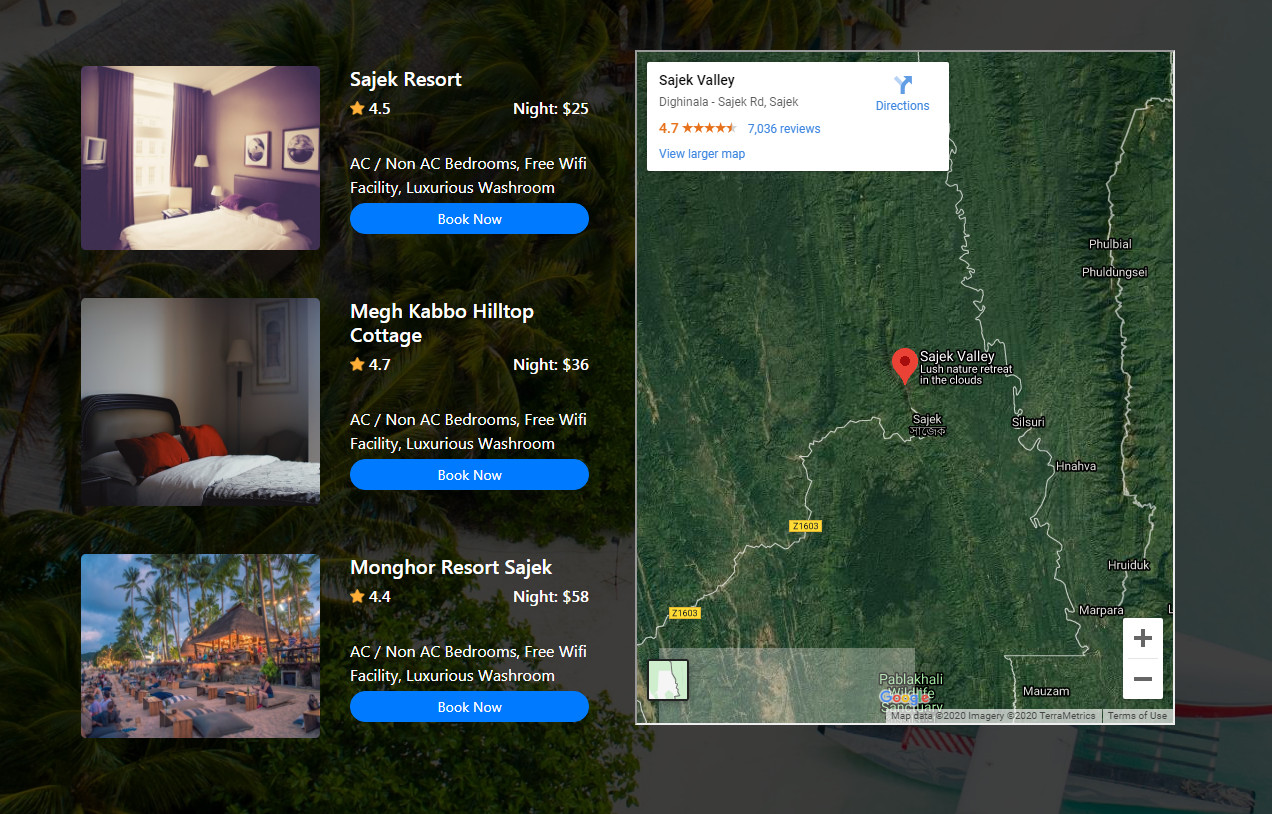 Sajek Resort
4.5 Night: $25
AC / Non AC Bedrooms, Free Wifi
Facility, Luxurious Washroom
Book Now
Megh Kabbo Hilltop
Cottage
4.7 Night: $36
AC / Non AC Bedrooms, Free Wifi
Facility, Luxurious Washroom
Book Now
Monghor Resort Sajek
4.4 Night: $58
AC / Non AC Bedrooms, Free Wifi
Facility, Luxurious Washroom
Book Now
Sajek Valley
Dighinala - Sajek Rd, Sajek
Directions
4.7 7,036 reviews
View larger map
Phulbial
Phuldungsei
Sajek Valley
Lush nature retreat
in the clouds
Sajek
সাজেক
Silsuri
Hnahva
Z1603
Hruiduk
Z1603
Marpara
L
Pablakhali
Wildlife
Sanctuary
Google
Mauzam
Map data ©2020 Imagery ©2020 TerraMetrics
Terms of Use